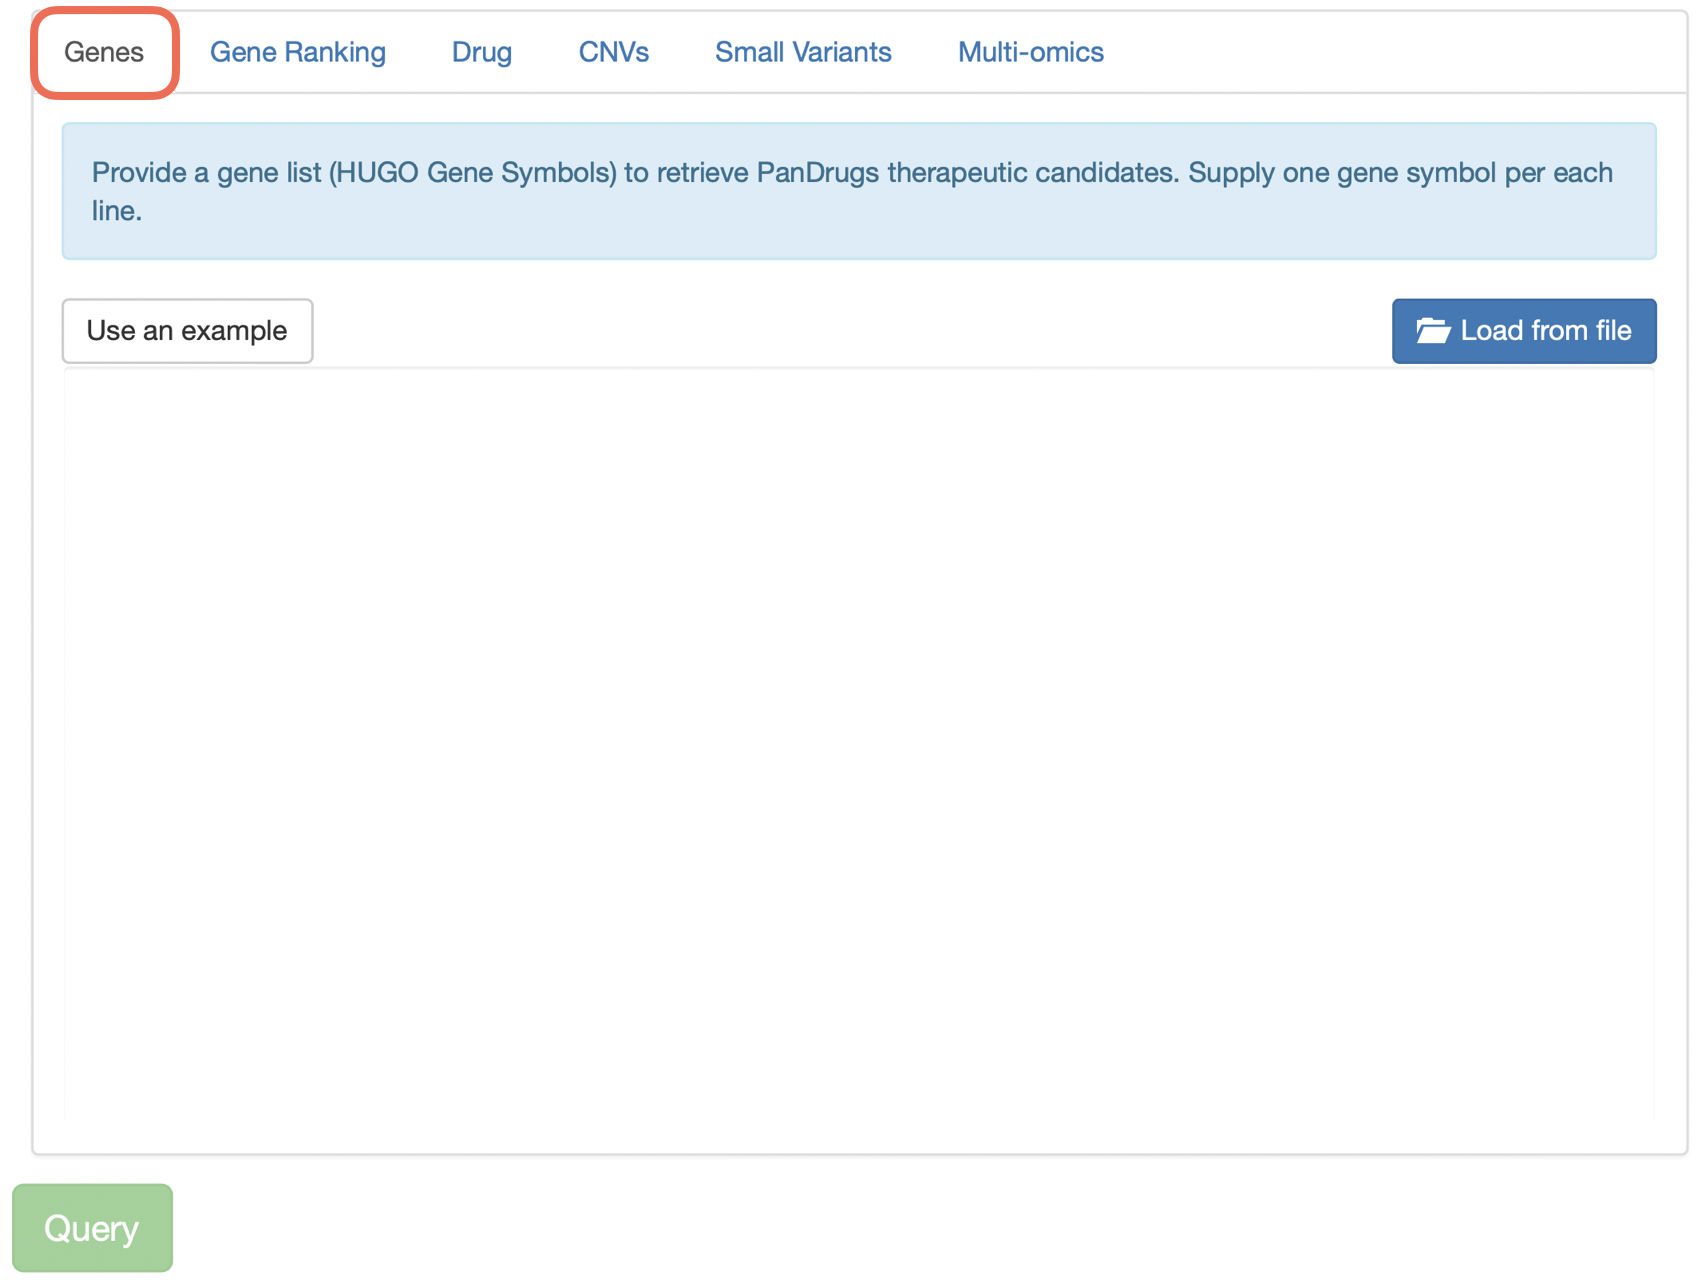 Genes Gene Ranking Drug CNVs Small Variants Multi-omics
Provide a gene list (HUGO Gene Symbols) to retrieve PanDrugs therapeutic candidates. Supply one gene symbol per each
line.
Use an example Load from file
Query